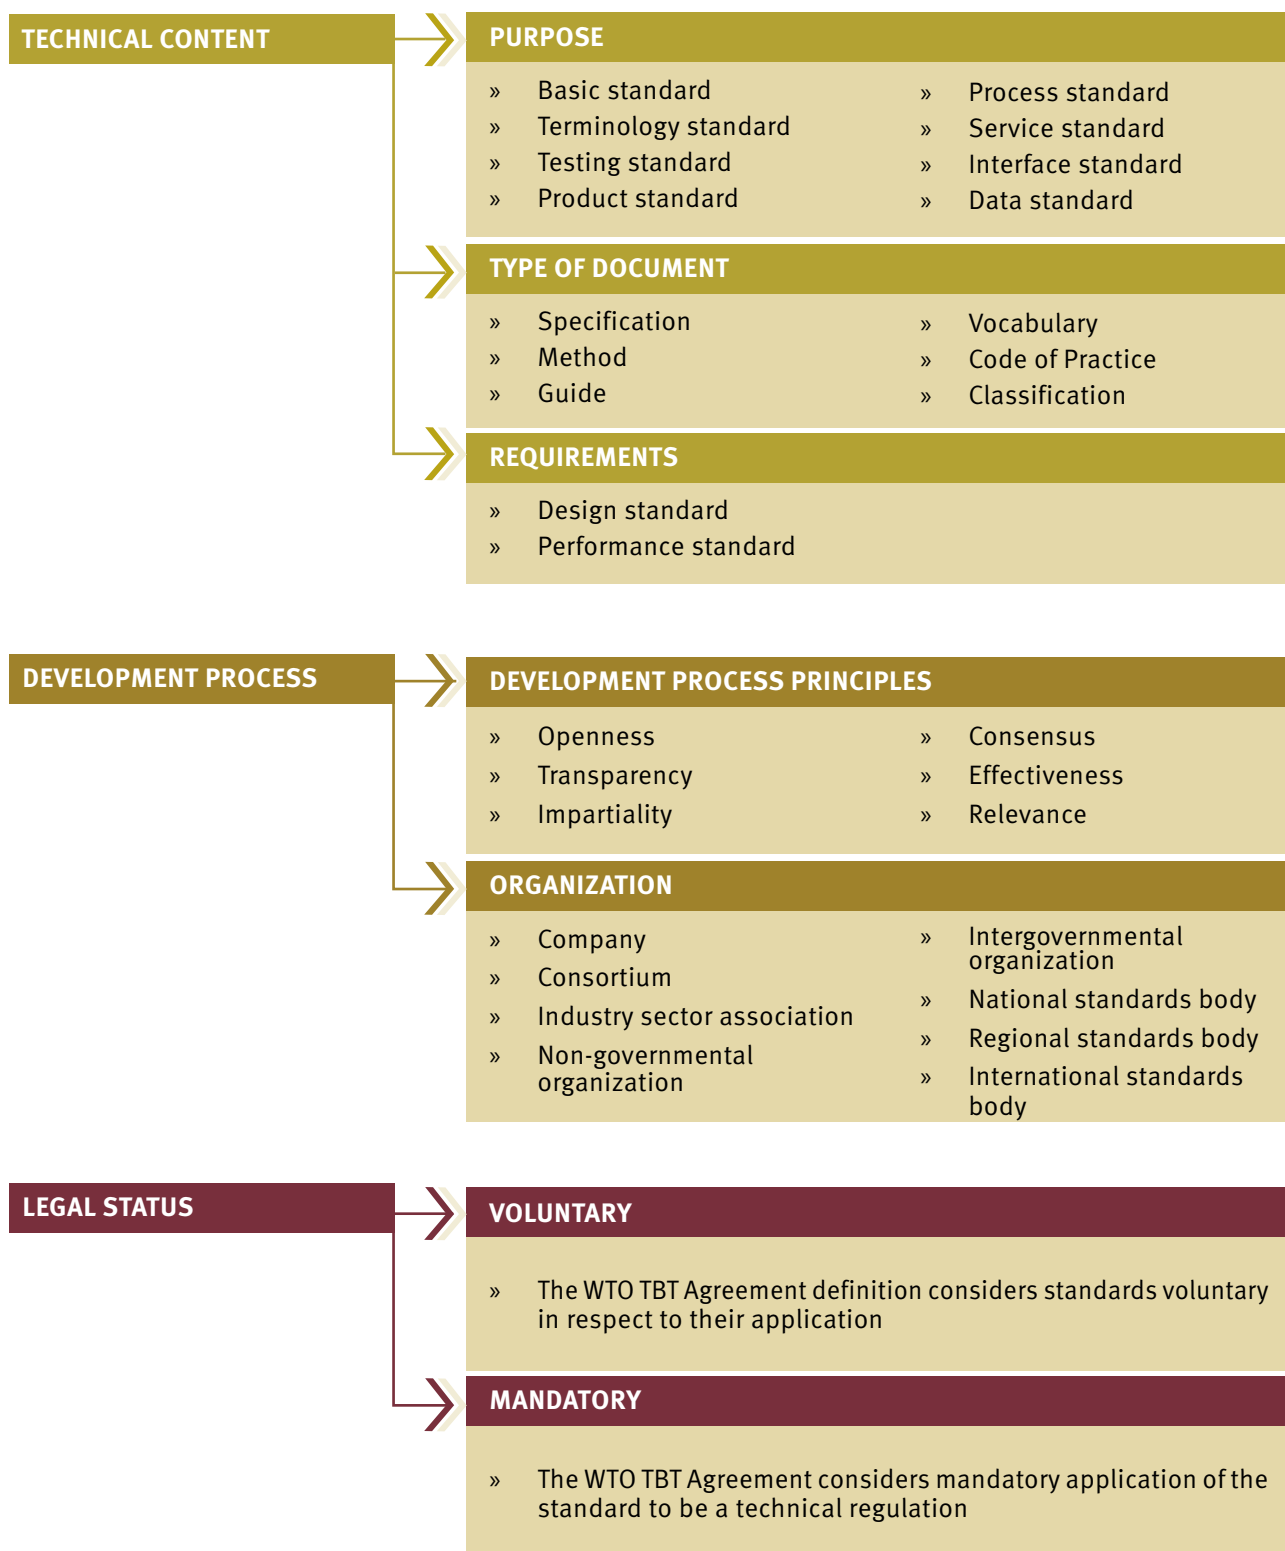 TECHNICAL CONTENT
PURPOSE
» Basic standard
» Terminology standard
» Testing standard
» Product standard
» Process standard
» Service standard
» Interface standard
» Data standard
TYPE OF DOCUMENT
» Specification
» Method
» Guide
» Vocabulary
» Code of Practice
» Classification
REQUIREMENTS
» Design standard
» Performance standard
DEVELOPMENT PROCESS
DEVELOPMENT PROCESS PRINCIPLES
» Openness
» Transparency
» Impartiality
» Consensus
» Effectiveness
» Relevance
ORGANIZATION
» Company
» Consortium
» Industry sector association
» Non-governmental
organization
» Intergovernmental
organization
» National standards body
» Regional standards body
» International standards
body
LEGAL STATUS
VOLUNTARY
» The WTO TBT Agreement definition considers standards voluntary
in respect to their application
MANDATORY
» The WTO TBT Agreement considers mandatory application of the
standard to be a technical regulation